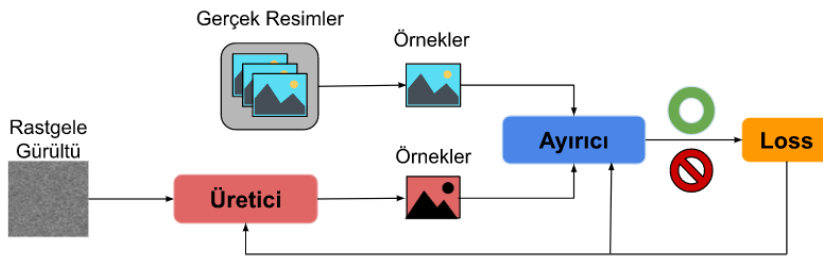 Gerçek Resimler
Örnekler
Rastgele
Gürültü
Ayırıcı
Loss
Örnekler
Üretici